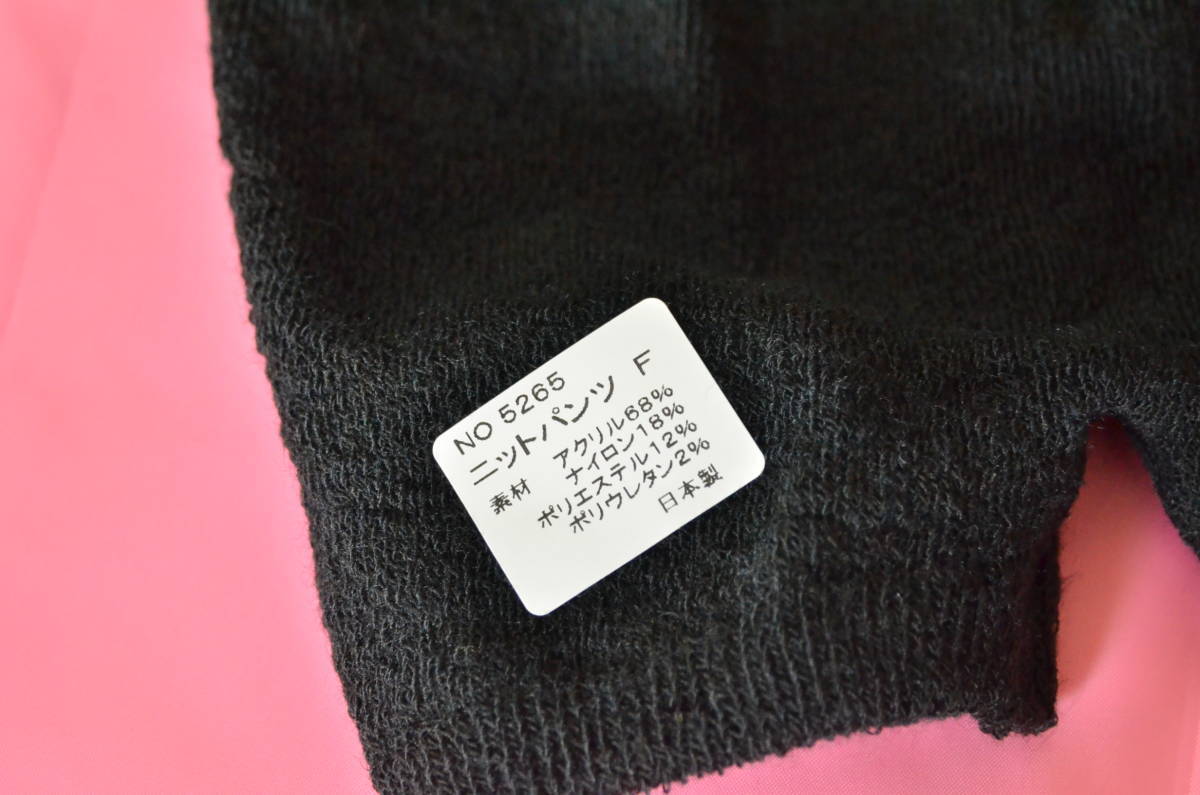 NO 5265
ニットパンツ F
素材 アクリル68%
ナイロン18%
ポリエステル12%
ポリウレタン2%
日本製